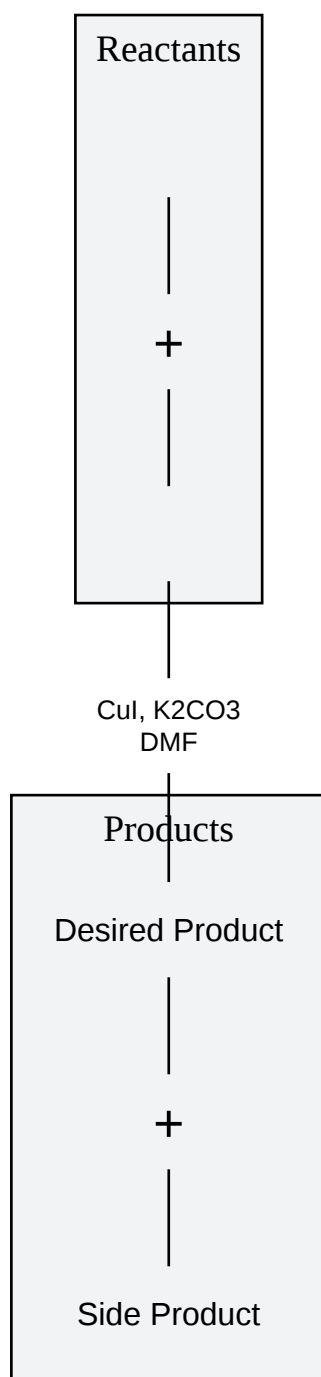 Reactants
+
CuI, K2CO3
DMF
Products
Desired Product
+
Side Product